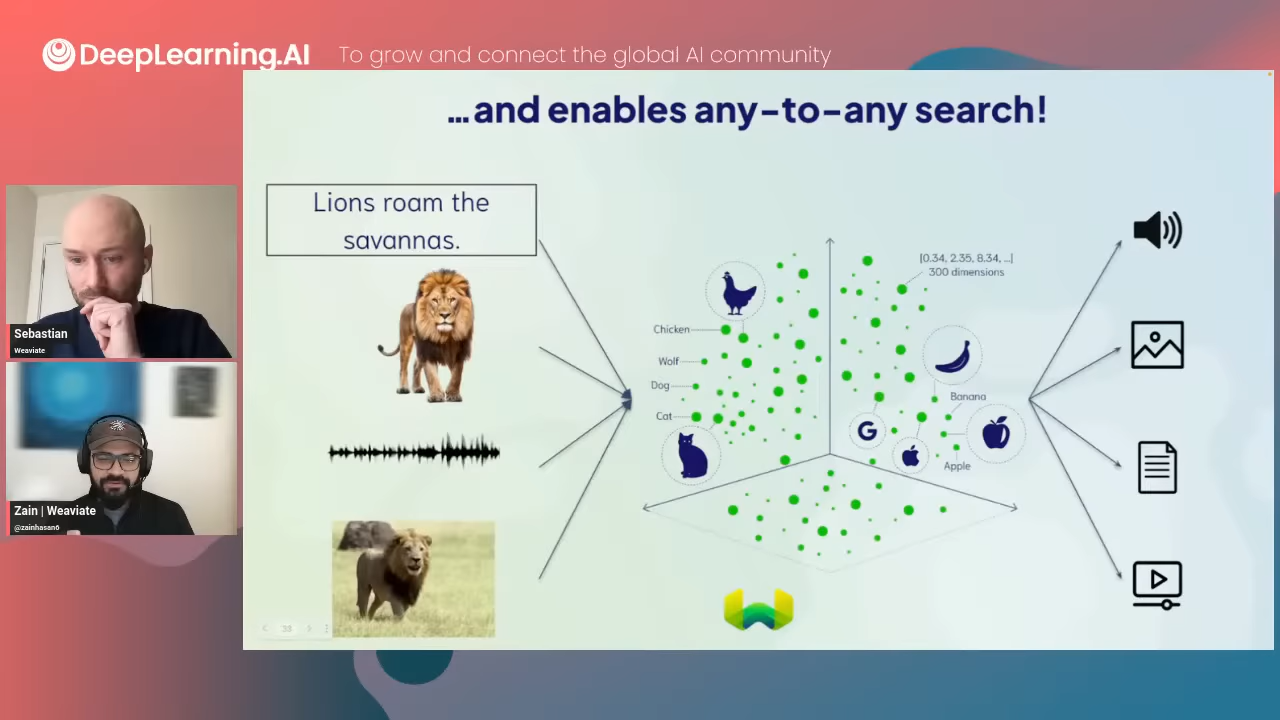 DeepLearning.AI
To grow and connect the global AI community
...and enables any-to-any search!
Lions roam the
savannas.
[0.34, 2.35, 8.34, ...]
300 dimensions
Chicken
Wolf
Dog
Cat
Banana
G
Apple
Sebastian
Weaviate
Zain | Weaviate
@zainhasan6